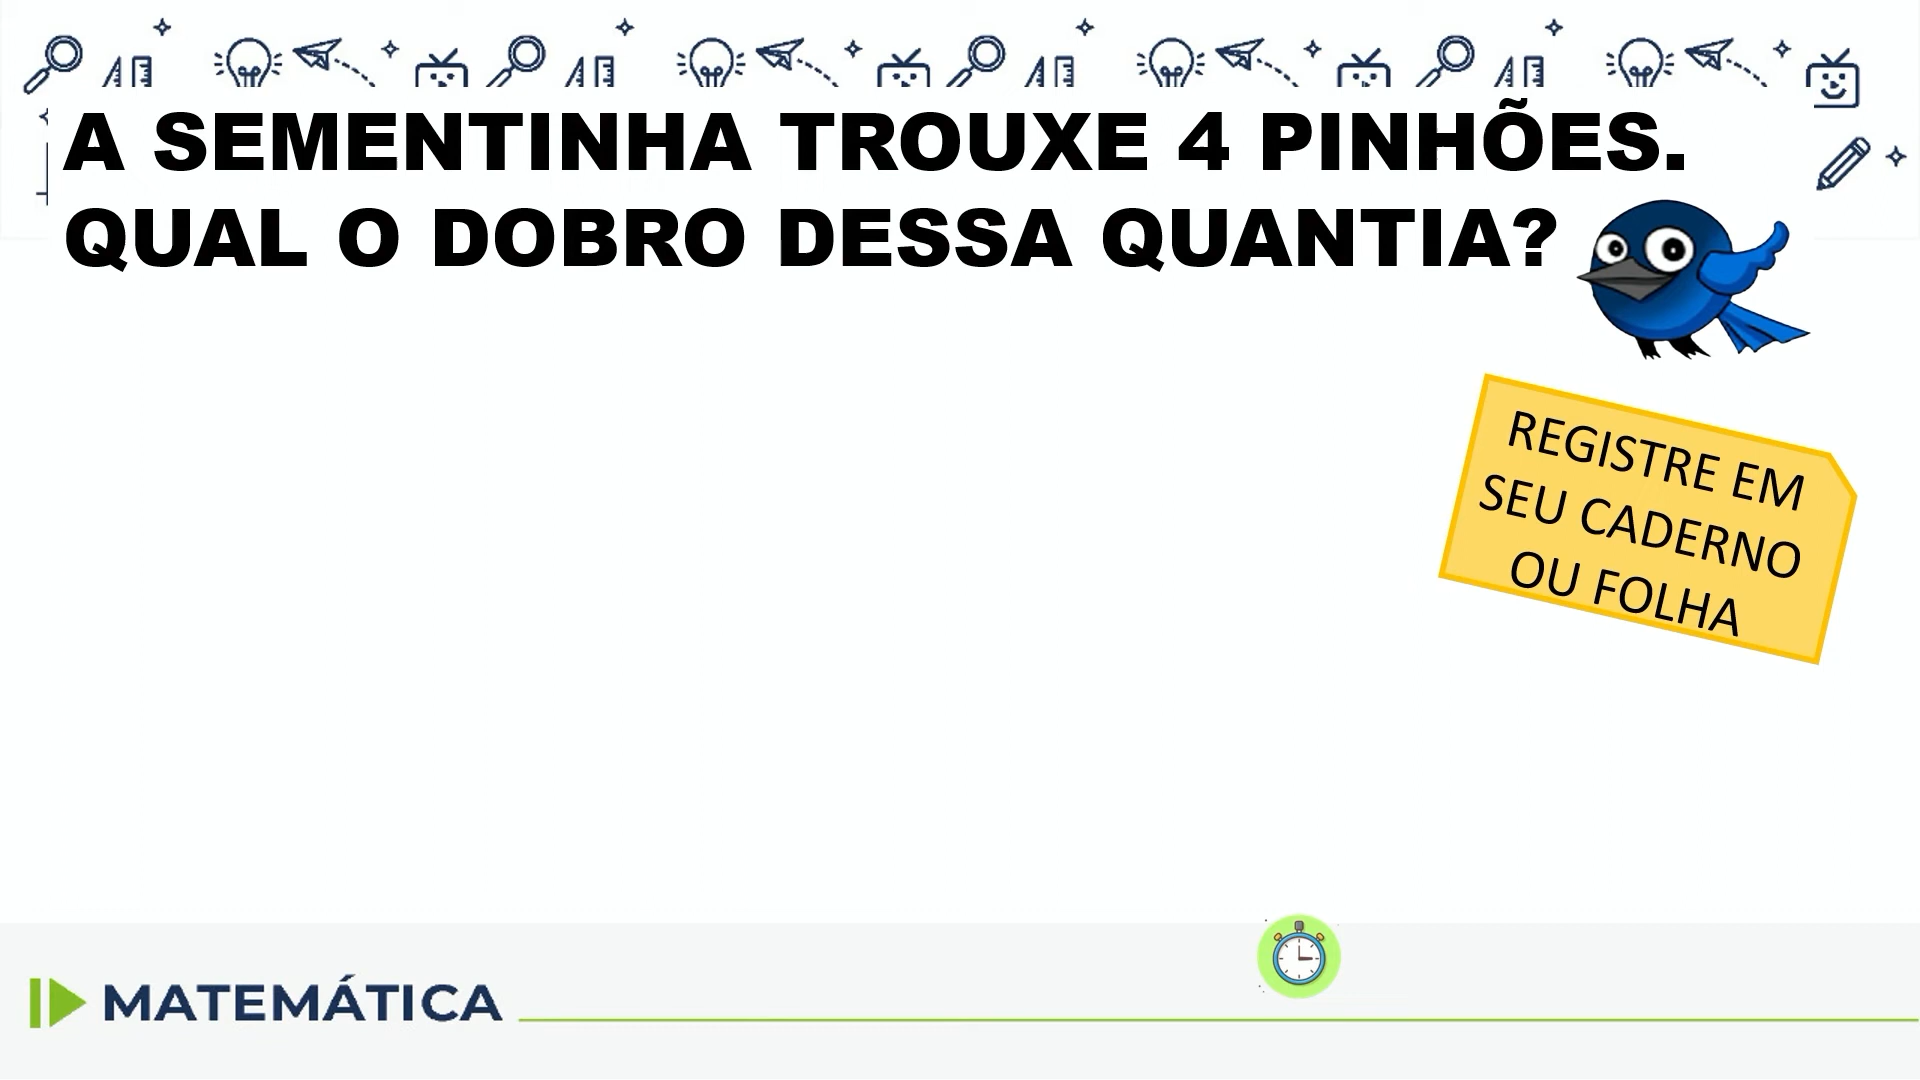 A SEMENTINHA TROUXE 4 PINHÕES.
QUAL O DOBRO DESSA QUANTIA?
REGISTRE EM
SEU CADERNO
OU FOLHA
MATEMÁTICA